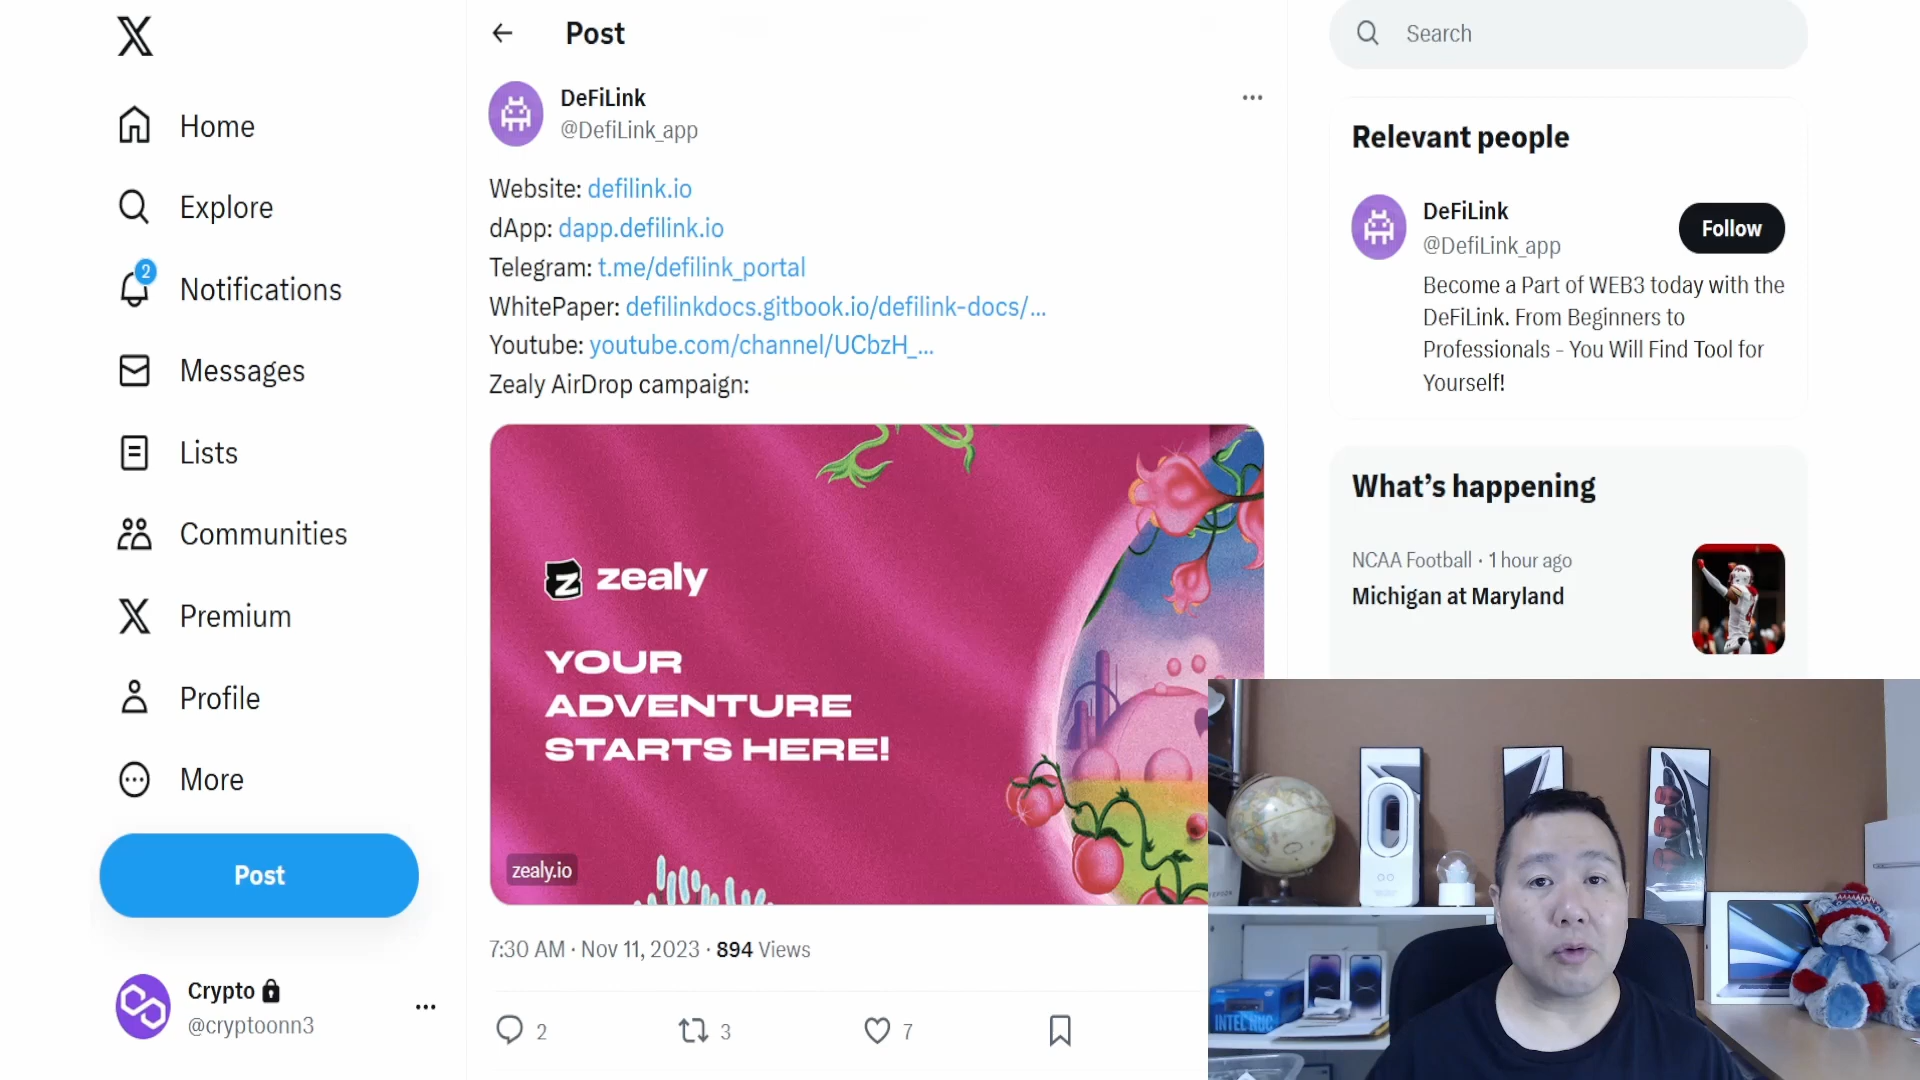 Home
Explore
2
Notifications
Messages
Lists
Communities
Premium
Profile
More
Post
Crypto
@cryptoonn3
Post
DeFiLink
@DefiLink_app
Website: defilink.io
dApp: dapp.defilink.io
Telegram: t.me/defilink_portal
WhitePaper: defilinkdocs.gitbook.io/defilink-docs/...
Youtube: youtube.com/channel/UCbzH_...
Zealy AirDrop campaign:
zealy
YOUR
ADVENTURE
STARTS HERE!
zealy.io
7:30 AM · Nov 11, 2023 · 894 Views
2
3
7
Search
Relevant people
DeFiLink
@DefiLink_app
Follow
Become a Part of WEB3 today with the
DeFiLink. From Beginners to
Professionals - You Will Find Tool for
Yourself!
What's happening
NCAA Football · 1 hour ago
Michigan at Maryland
INTEL NUC